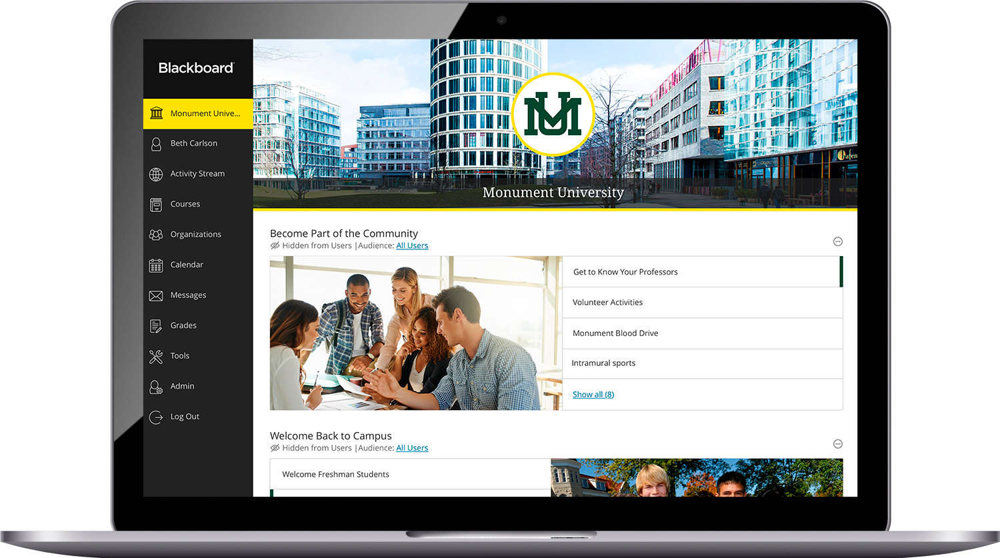 Blackboard
Monument Unive...
Beth Carlson
Activity Stream
Courses
Organizations
Calendar
Messages
Grades
Tools
Admin
Log Out
MU
Monument University
Become Part of the Community
Hidden from Users |Audience: All Users
Get to Know Your Professors
Volunteer Activities
Monument Blood Drive
Intramural sports
Show all (8)
Welcome Back to Campus
Hidden from Users |Audience: All Users
Welcome Freshman Students